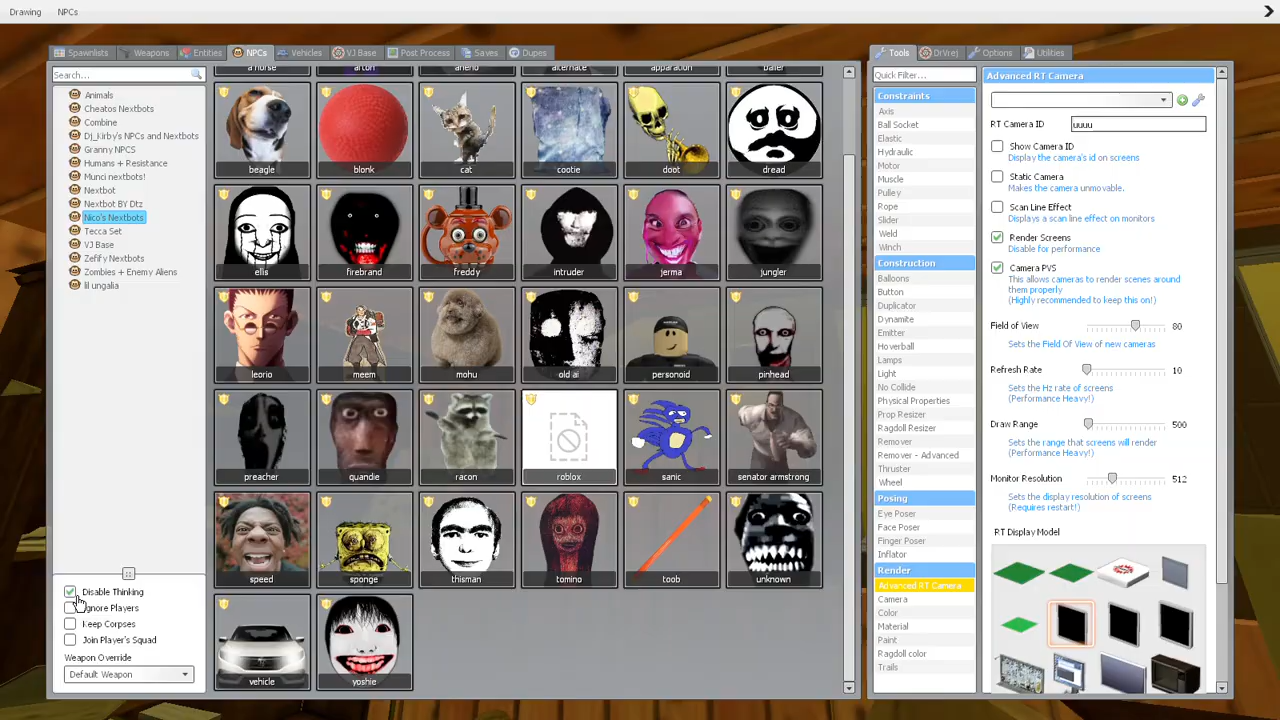 Drawing NPCs
Spawnlists Weapons Entities NPCs Vehicles VJ Base Post Process Saves Dupes
Tools DrVrej Options Utilities
Search...
Animals
Cheatos Nextbots
Combine
Dj_Kirby's NPCs and Nextbots
Granny NPCS
Humans + Resistance
Munci nextbots!
Nextbot
Nextbot BY Dtz
Nico's Nextbots
Tecca Set
VJ Base
Zefify Nextbots
Zombies + Enemy Aliens
lil ungalia
Disable Thinking
Ignore Players
Keep Corpses
Join Player's Squad
Weapon Override
Default Weapon
a horse arton aheno alternate apparation baller
beagle blonk cat cootie doot dread
ellis firebrand freddy intruder jerma jungler
leorio meem mohu old ai personoid pinhead
preacher quandie racon roblox sanic senator armstrong
speed sponge thisman tomino toob unknown
vehicle yoshie
Quick Filter...
Constraints
Axis
Ball Socket
Elastic
Hydraulic
Motor
Muscle
Pulley
Rope
Slider
Weld
Winch
Construction
Balloons
Button
Duplicator
Dynamite
Emitter
Hoverball
Lamps
Light
No Collide
Physical Properties
Prop Resizer
Ragdoll Resizer
Remover
Remover - Advanced
Thruster
Wheel
Posing
Eye Poser
Face Poser
Finger Poser
Inflator
Render
Advanced RT Camera
Camera
Color
Material
Paint
Ragdoll color
Trails
Advanced RT Camera
RT Camera ID uuuu
Show Camera ID
Display the camera's id on screens
Static Camera
Makes the camera unmovable.
Scan Line Effect
Displays a scan line effect on monitors
Render Screens
Disable for performance
Camera PVS
This allows cameras to render scenes around
them properly
(Highly recommended to keep this on!)
Field of View 80
Sets the Field Of View of new cameras
Refresh Rate 10
Sets the Hz rate of screens
(Performance Heavy!)
Draw Range 500
Sets the range that screens will render
(Performance Heavy!)
Monitor Resolution 512
Sets the display resolution of screens
(Requires restart!)
RT Display Model